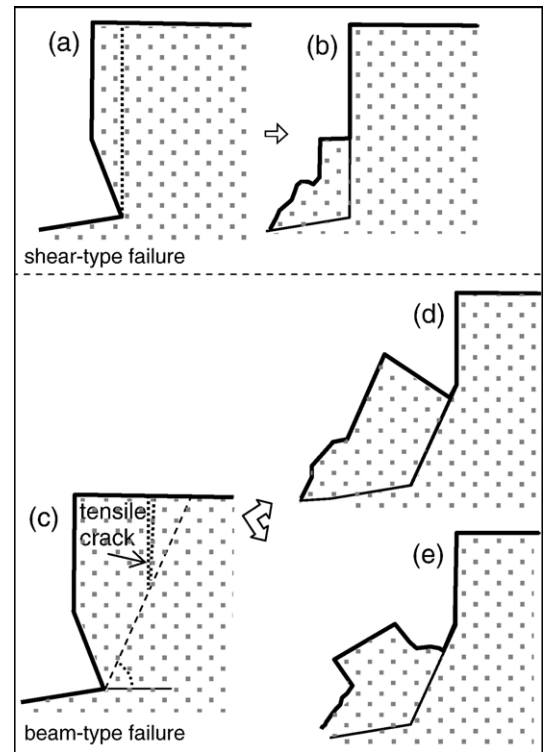 (a)
(b)
shear-type failure
(d)
(c)
tensile
crack
(e)
beam-type failure